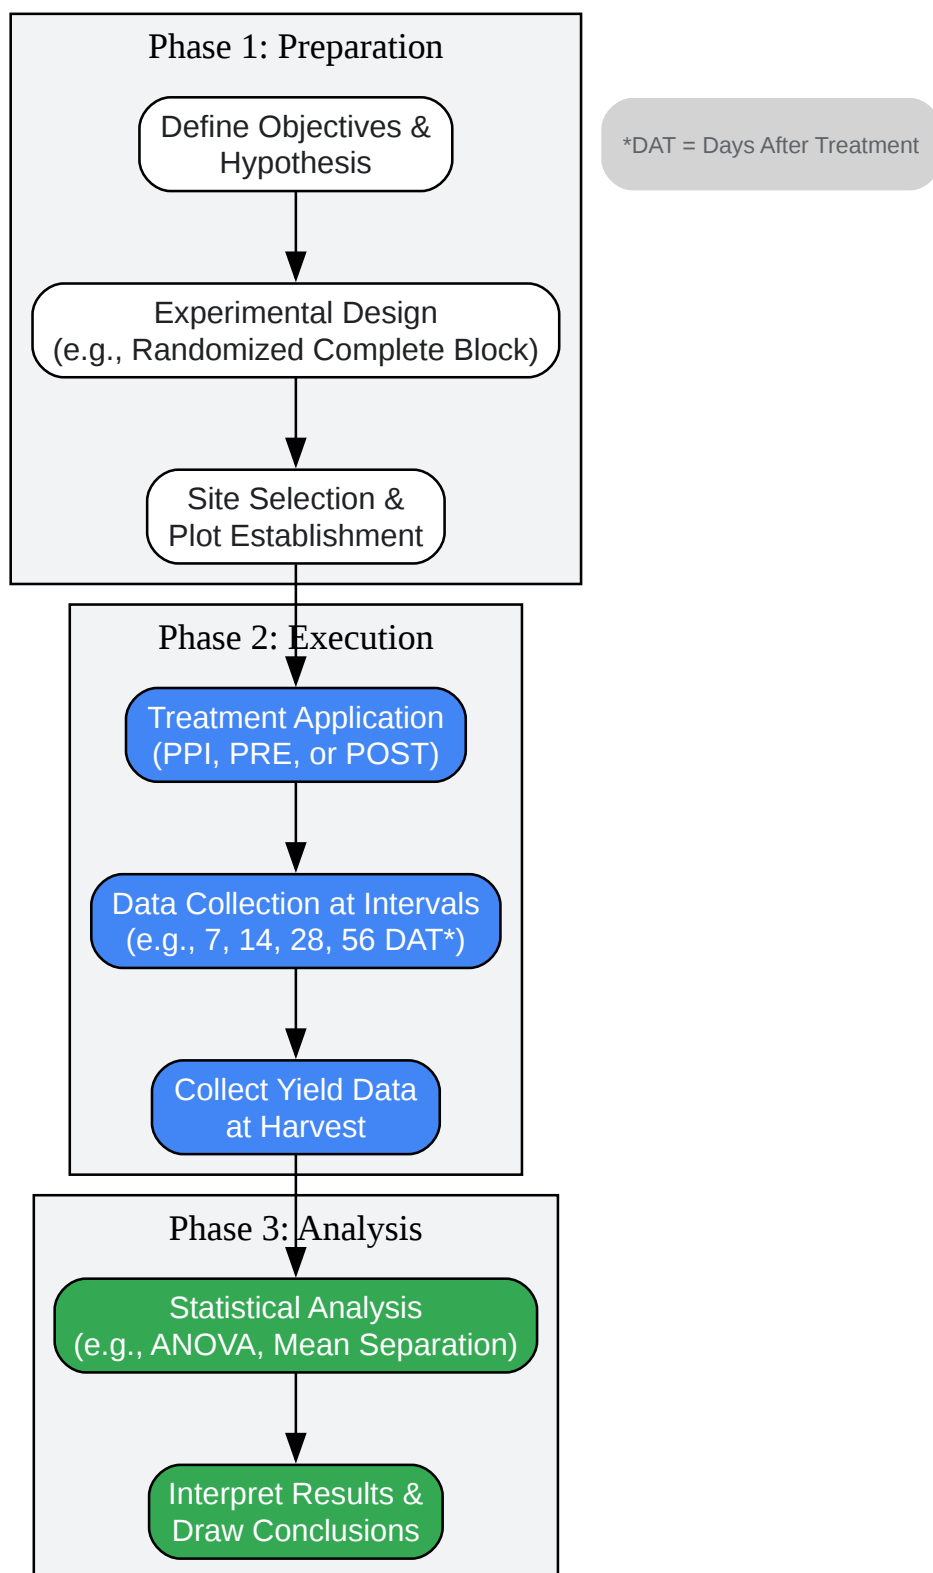 Phase 1: Preparation
Define Objectives &
Hypothesis
*DAT = Days After Treatment
Experimental Design
(e.g., Randomized Complete Block)
Site Selection &
Plot Establishment
Phase 2: Execution
Treatment Application
(PPI, PRE, or POST)
Data Collection at Intervals
(e.g., 7, 14, 28, 56 DAT*)
Collect Yield Data
at Harvest
Phase 3: Analysis
Statistical Analysis
(e.g., ANOVA, Mean Separation)
Interpret Results &
Draw Conclusions